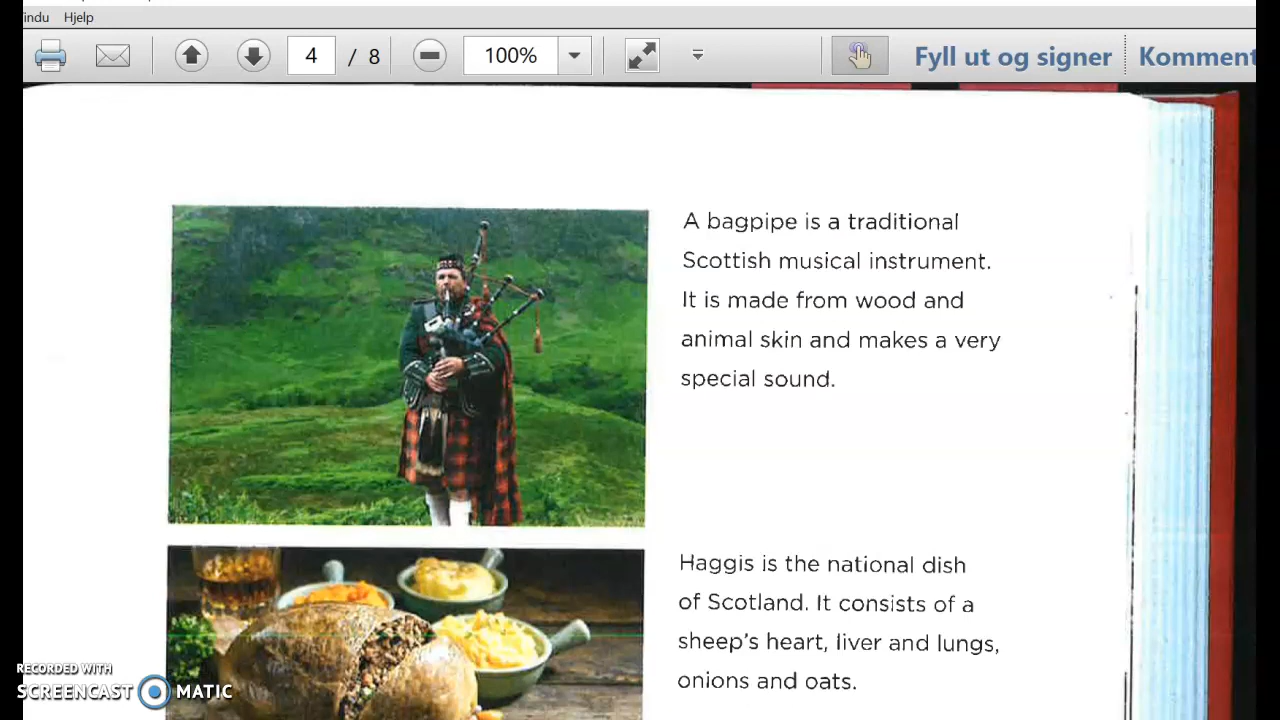 Hjelp
4 / 8
100%
Fyll ut og signer
A bagpipe is a traditional
Scottish musical instrument.
It is made from wood and
animal skin and makes a very
special sound.
Haggis is the national dish
of Scotland. It consists of a
sheep's heart, liver and lungs,
onions and oats.
RECORDED WITH
SCREENCAST MATIC